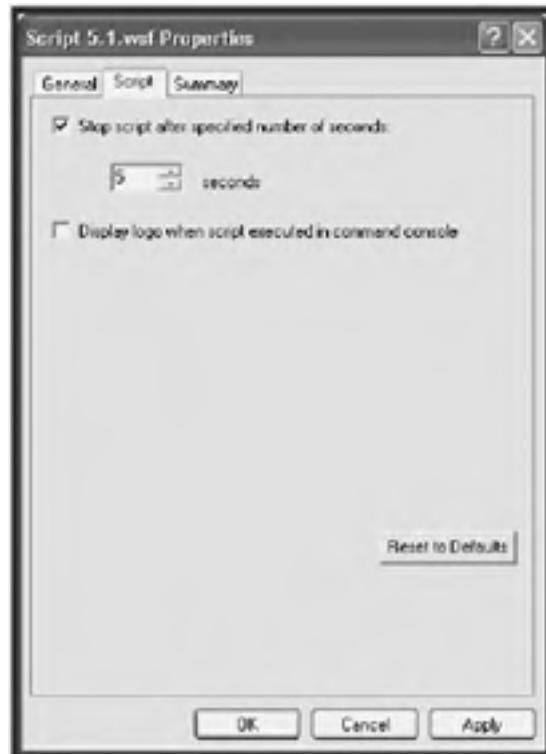 Script 5.1.wsf Properties
General Script Summary
Stop script after specified number of seconds:
5 seconds
Display logo when script executed in command console
Reset to Defaults
OK Cancel Apply